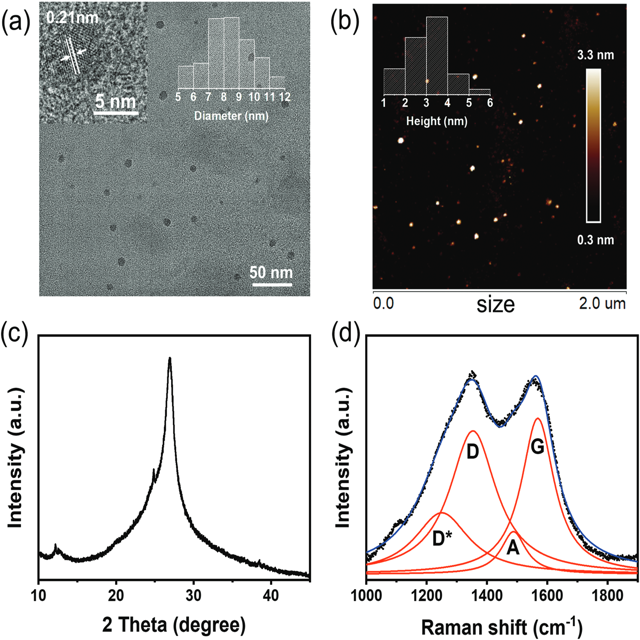 (a)
0.21nm
5 nm
5 6 7 8 9 10 11 12
Diameter (nm)
50 nm
(b)
1 2 3 4 5 6
Height (nm)
3.3 nm
0.3 nm
0.0 size 2.0 um
(c)
Intensity (a.u.)
10 20 30 40
2 Theta (degree)
(d)
Intensity (a.u.)
D
G
D*
A
1000 1200 1400 1600 1800
Raman shift (cm⁻¹)